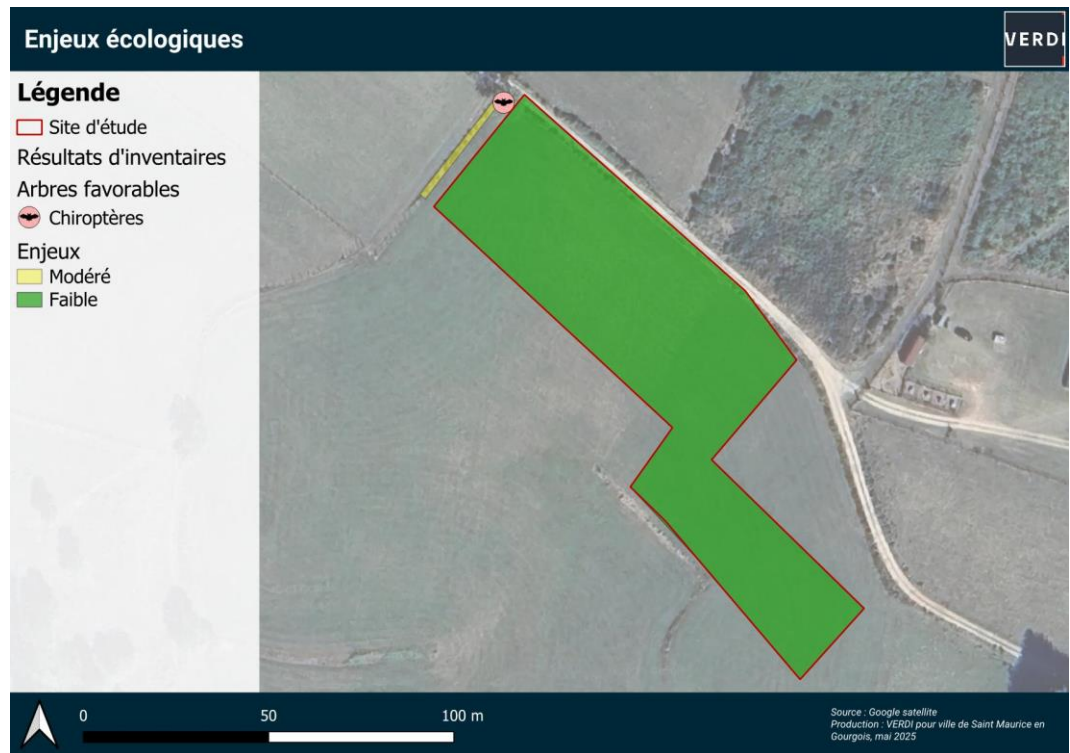 Enjeux écologiques
VERDI
Légende
Site d'étude
Résultats d'inventaires
Arbres favorables
Chiroptères
Enjeux
Modéré
Faible
0 50 100 m
Source : Google satellite
Production : VERDI pour ville de Saint Maurice en
Gourgois, mai 2025